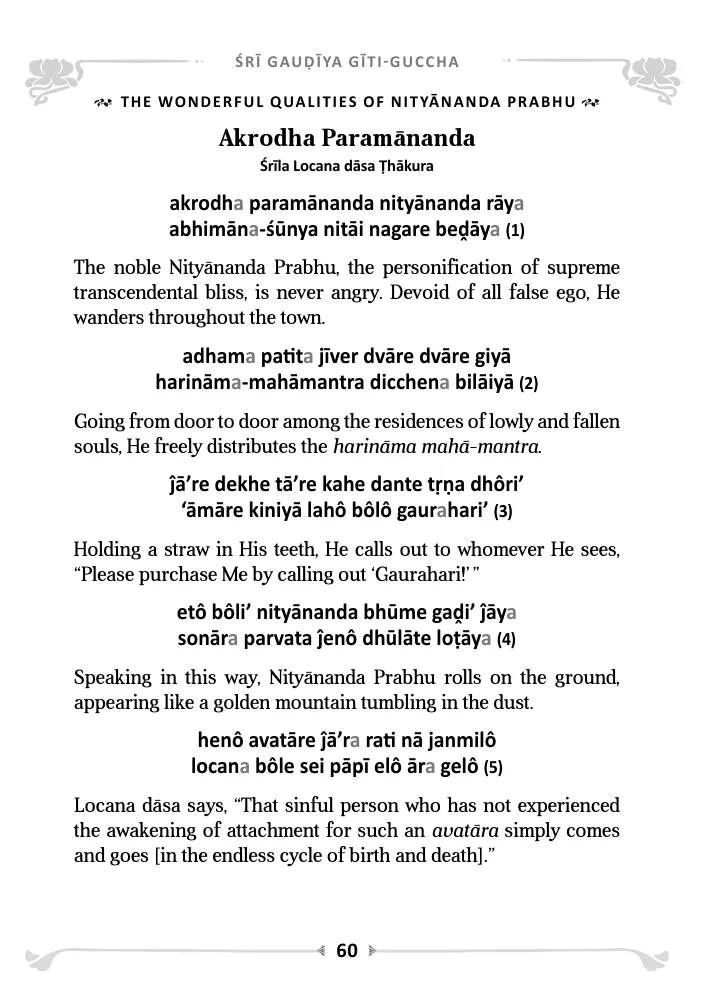 ŚRĪ GAUḌĪYA GĪTI-GUCCHA
THE WONDERFUL QUALITIES OF NITYĀNANDA PRABHU
Akrodha Paramānanda
Śrīla Locana dāsa Ṭhākura
akrodha paramānanda nityānanda rāya
abhimāna-śūnya nitāi nagare beḓāya (1)
The noble Nityānanda Prabhu, the personification of supreme
transcendental bliss, is never angry. Devoid of all false ego, He
wanders throughout the town.
adhama patita jīver dvāre dvāre giyā
harināma-mahāmantra dicchena bilāiyā (2)
Going from door to door among the residences of lowly and fallen
souls, He freely distributes the harināma mahā-mantra.
ĵā’re dekhe tā’re kahe dante tṛṇa dhôri’
‘āmāre kiniyā lahô bôlô gaurahari’ (3)
Holding a straw in His teeth, He calls out to whomever He sees,
“Please purchase Me by calling out ‘Gaurahari!’ ”
etô bôli’ nityānanda bhūme gaḓi’ ĵāya
sonāra parvata ĵenô dhūlāte loṭāya (4)
Speaking in this way, Nityānanda Prabhu rolls on the ground,
appearing like a golden mountain tumbling in the dust.
henô avatāre ĵā’ra rati nā janmilô
locana bôle sei pāpī elô āra gelô (5)
Locana dāsa says, “That sinful person who has not experienced
the awakening of attachment for such an avatāra simply comes
and goes [in the endless cycle of birth and death].”
60